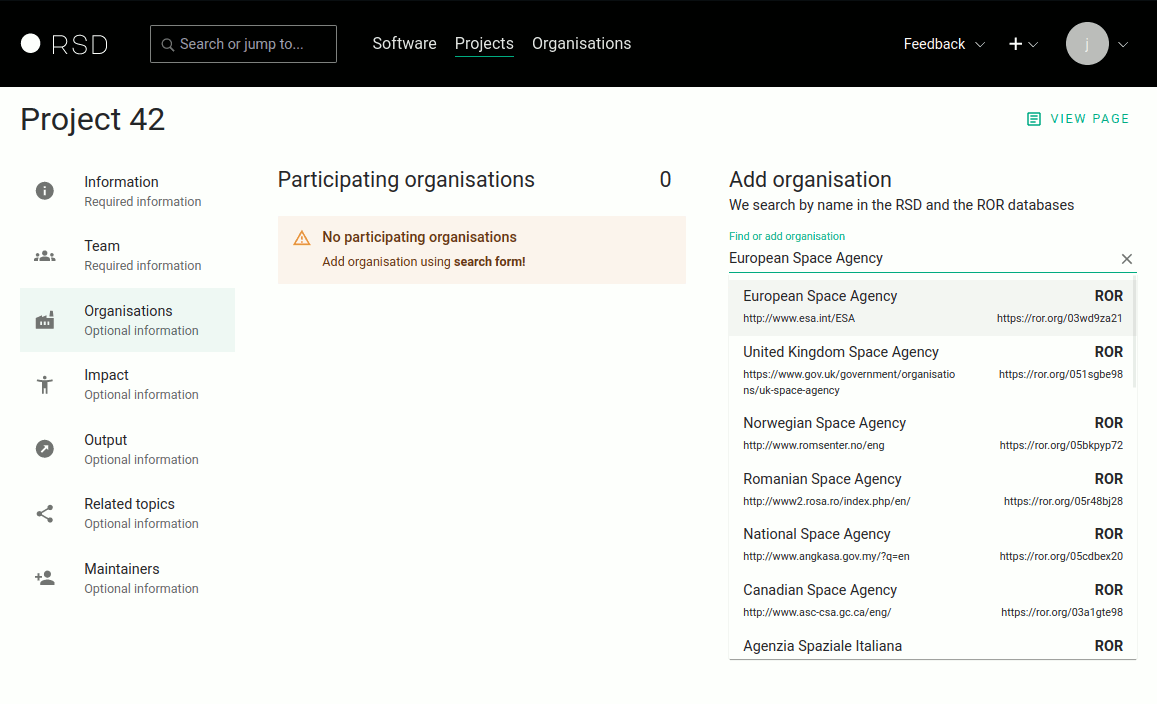 RSD
Search or jump to...
Software
Projects
Organisations
Feedback
j
Project 42
VIEW PAGE
Information
Required information
Team
Required information
Organisations
Optional information
Impact
Optional information
Output
Optional information
Related topics
Optional information
Maintainers
Optional information
Participating organisations 0
No participating organisations
Add organisation using search form!
Add organisation
We search by name in the RSD and the ROR databases
Find or add organisation
European Space Agency
European Space Agency ROR
http://www.esa.int/ESA https://ror.org/03wd9za21
United Kingdom Space Agency ROR
https://www.gov.uk/government/organisatio https://ror.org/051sgbe98
ns/uk-space-agency
Norwegian Space Agency ROR
http://www.romsenter.no/eng https://ror.org/05bkpyp72
Romanian Space Agency ROR
http://www2.rosa.ro/index.php/en/ https://ror.org/05r48bj28
National Space Agency ROR
http://www.angkasa.gov.my/?q=en https://ror.org/05cdbex20
Canadian Space Agency ROR
http://www.asc-csa.gc.ca/eng/ https://ror.org/03a1gte98
Agenzia Spaziale Italiana ROR